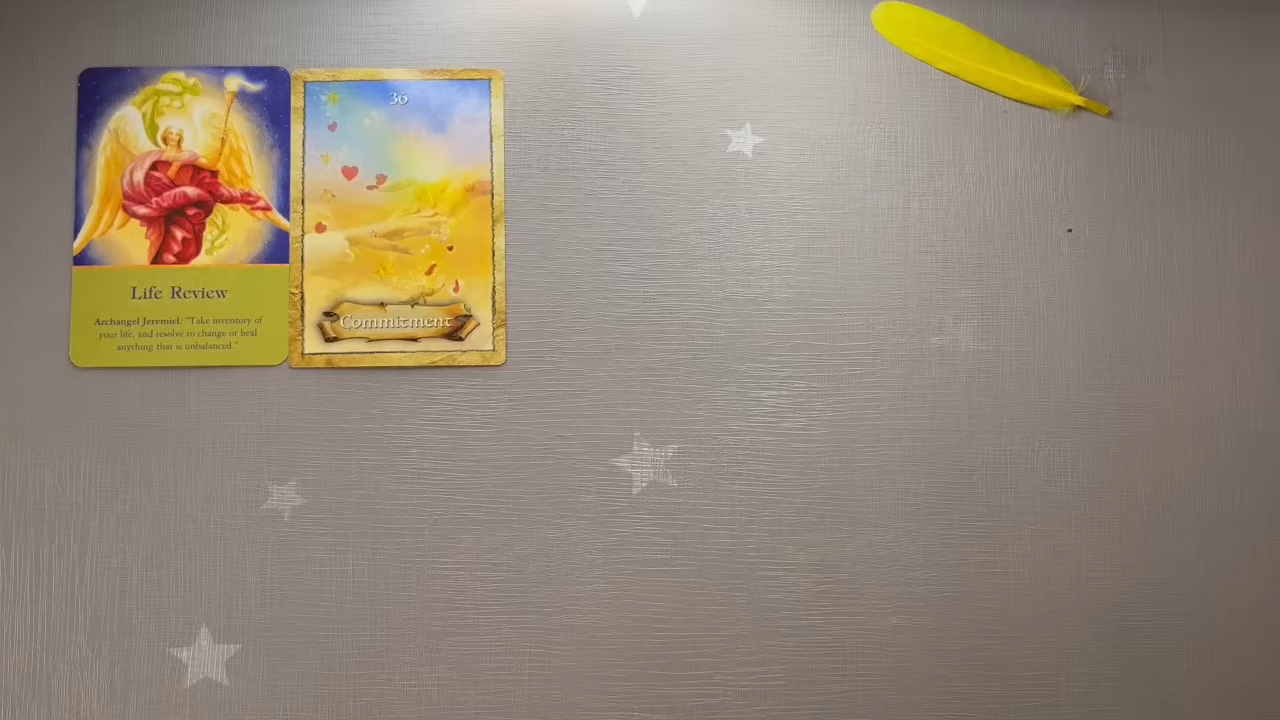 Life Review
Archangel Jeremiel: "Take inventory of
your life, and resolve to change or heal
anything that is unbalanced."
36
Commitment